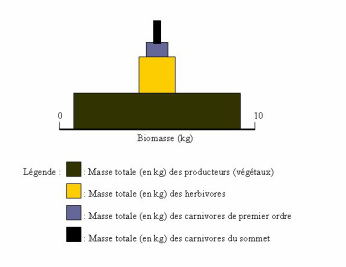 0 10
Biomasse (kg)
Légende : : Masse totale (en kg) des producteurs (végétaux)
: Masse totale (en kg) des herbivores
: Masse totale (en kg) des carnivores de premier ordre
: Masse totale (en kg) des carnivores du sommet